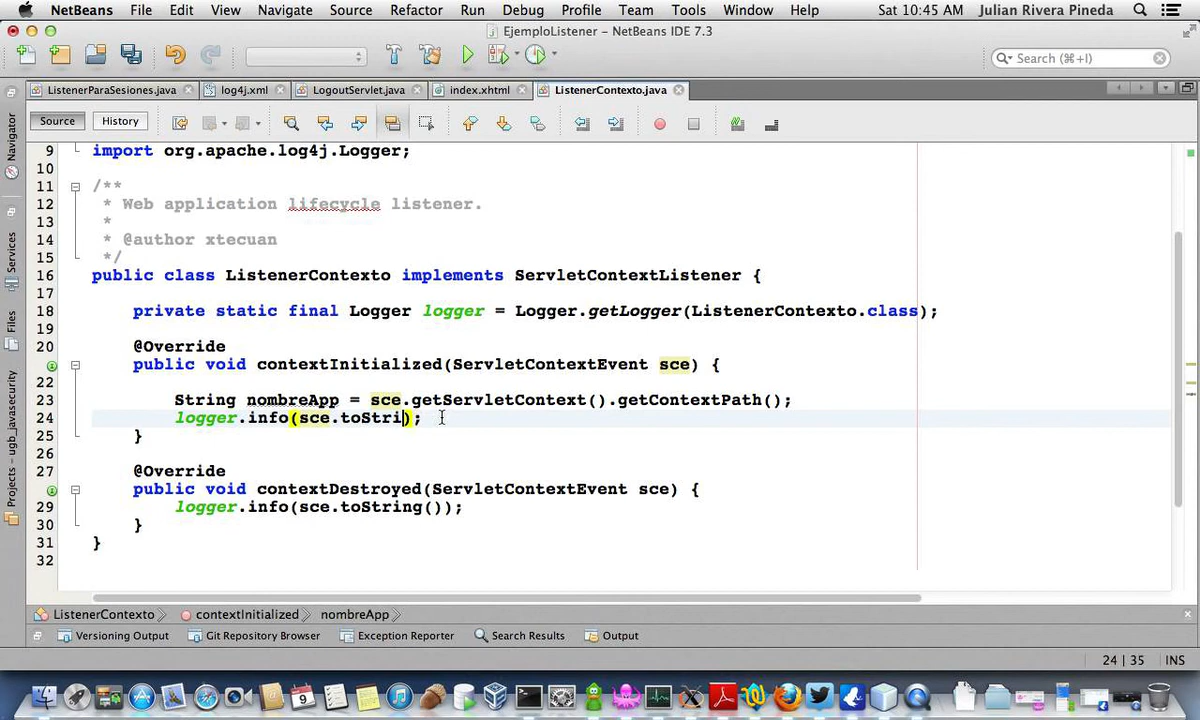 NetBeans File Edit View Navigate Source Refactor Run Debug Profile Team Tools Window Help Sat 10:45 AM Julian Rivera Pineda
EjemploListener - NetBeans IDE 7.3
Search (⌘+I)
ListenerParaSesiones.java log4j.xml LogoutServlet.java index.xhtml ListenerContexto.java
Source History
Navigator
Services
Files
Projects - ugb_javasecurity
9 import org.apache.log4j.Logger;
10
11 /**
12 * Web application lifecycle listener.
13 *
14 * @author xtecuan
15 */
16 public class ListenerContexto implements ServletContextListener {
17
18 private static final Logger logger = Logger.getLogger(ListenerContexto.class);
19
20 @Override
public void contextInitialized(ServletContextEvent sce) {
22
23 String nombreApp = sce.getServletContext().getContextPath();
24 logger.info(sce.toStri);
25 }
26
27 @Override
public void contextDestroyed(ServletContextEvent sce) {
29 logger.info(sce.toString());
30 }
31 }
32
ListenerContexto contextInitialized nombreApp
Versioning Output Git Repository Browser Exception Reporter Search Results Output
24 | 35 INS